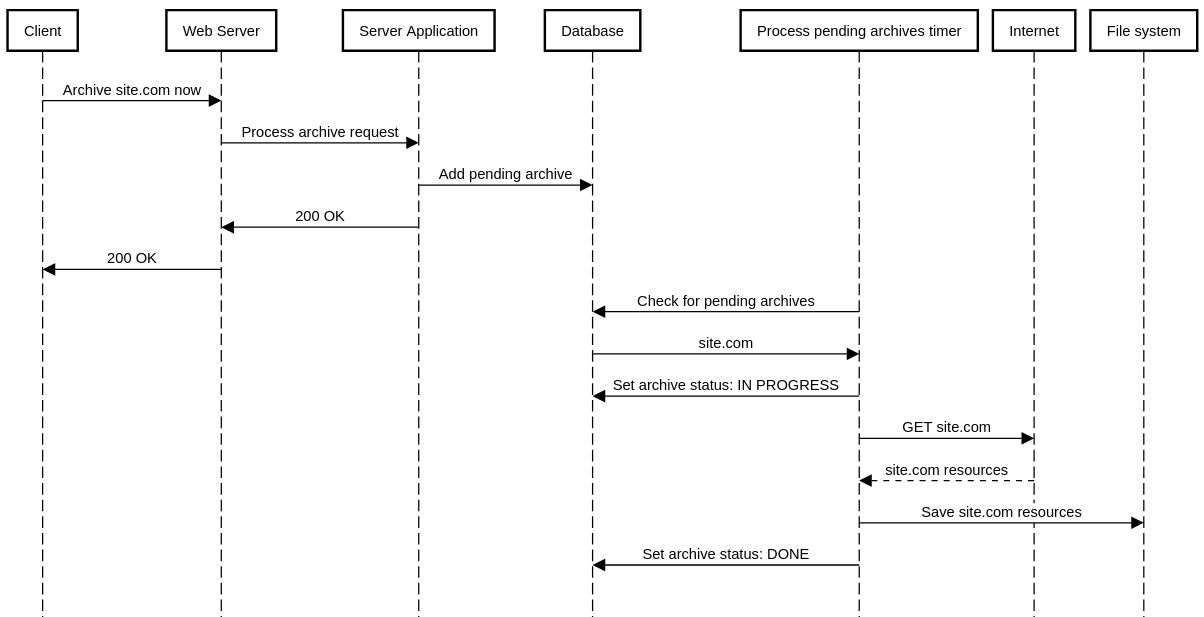 Client
Web Server
Server Application
Database
Process pending archives timer
Internet
File system
Archive site.com now
Process archive request
Add pending archive
200 OK
200 OK
Check for pending archives
site.com
Set archive status: IN PROGRESS
GET site.com
site.com resources
Save site.com resources
Set archive status: DONE